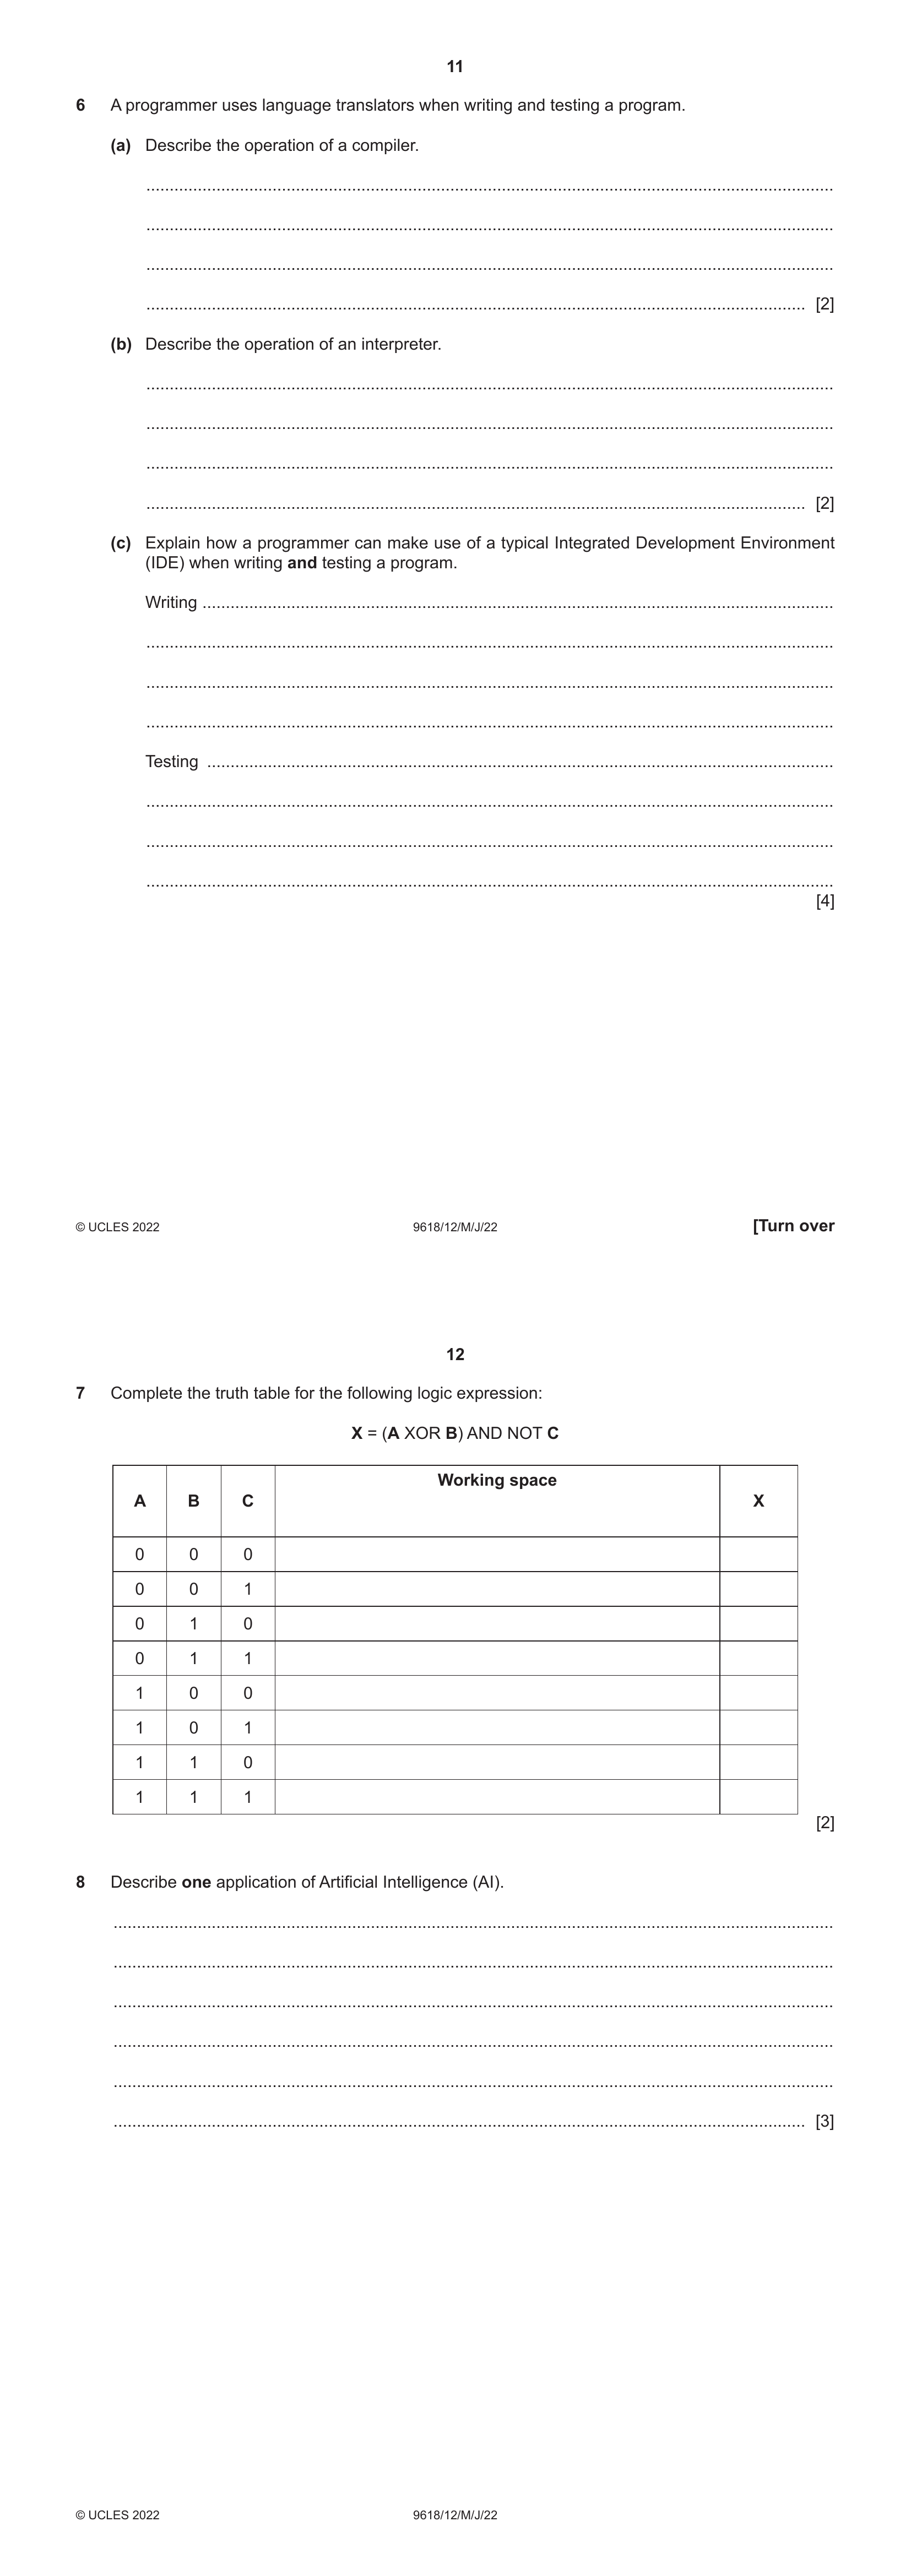 11
6 A programmer uses language translators when writing and testing a program.
(a) Describe the operation of a compiler.
[2]
(b) Describe the operation of an interpreter.
[2]
(c) Explain how a programmer can make use of a typical Integrated Development Environment
(IDE) when writing and testing a program.
Writing
Testing
[4]
© UCLES 2022 9618/12/M/J/22 [Turn over
12
7 Complete the truth table for the following logic expression:
X = (A XOR B) AND NOT C
A B C Working space X
0 0 0
0 0 1
0 1 0
0 1 1
1 0 0
1 0 1
1 1 0
1 1 1
[2]
8 Describe one application of Artificial Intelligence (AI).
[3]
© UCLES 2022 9618/12/M/J/22